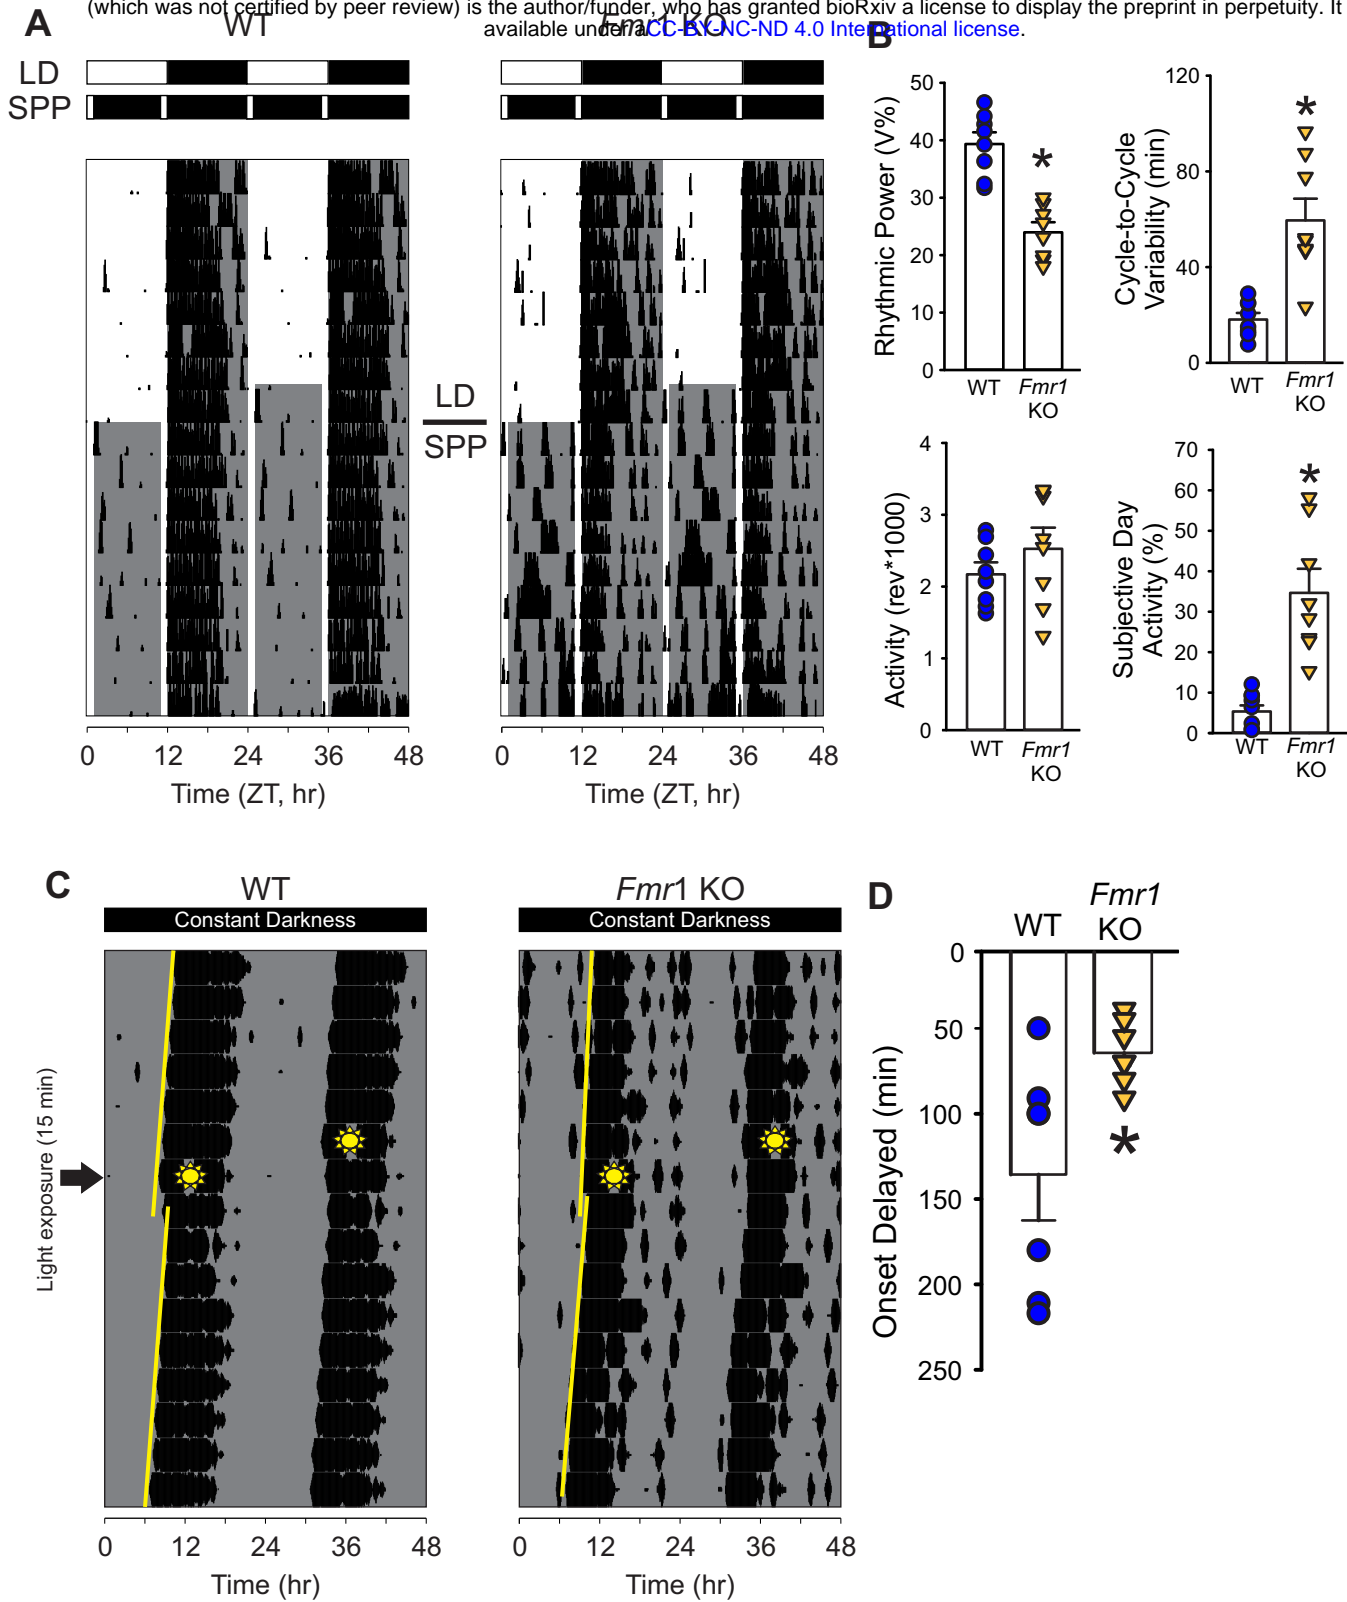 (which was not certified by peer review) is the author/funder, who has granted bioRxiv a license to display the preprint in perpetuity. It
available under aCC-BY-NC-ND 4.0 International license.
A
WT
Fmr1 KO
LD
SPP
LD
SPP
0 12 24 36 48
Time (ZT, hr)
0 12 24 36 48
Time (ZT, hr)
B
Rhythmic Power (V%)
50
40
30
20
10
0
*
WT
Fmr1
KO
Cycle-to-Cycle
Variability (min)
120
80
40
0
*
WT
Fmr1
KO
Activity (rev*1000)
4
3
2
1
0
WT
Fmr1
KO
Subjective Day
Activity (%)
70
60
50
40
30
20
10
0
*
WT
Fmr1
KO
C
WT
Constant Darkness
Fmr1 KO
Constant Darkness
Light exposure (15 min)
0 12 24 36 48
Time (hr)
0 12 24 36 48
Time (hr)
D
WT
Fmr1
KO
Onset Delayed (min)
0
50
100
150
200
250
*